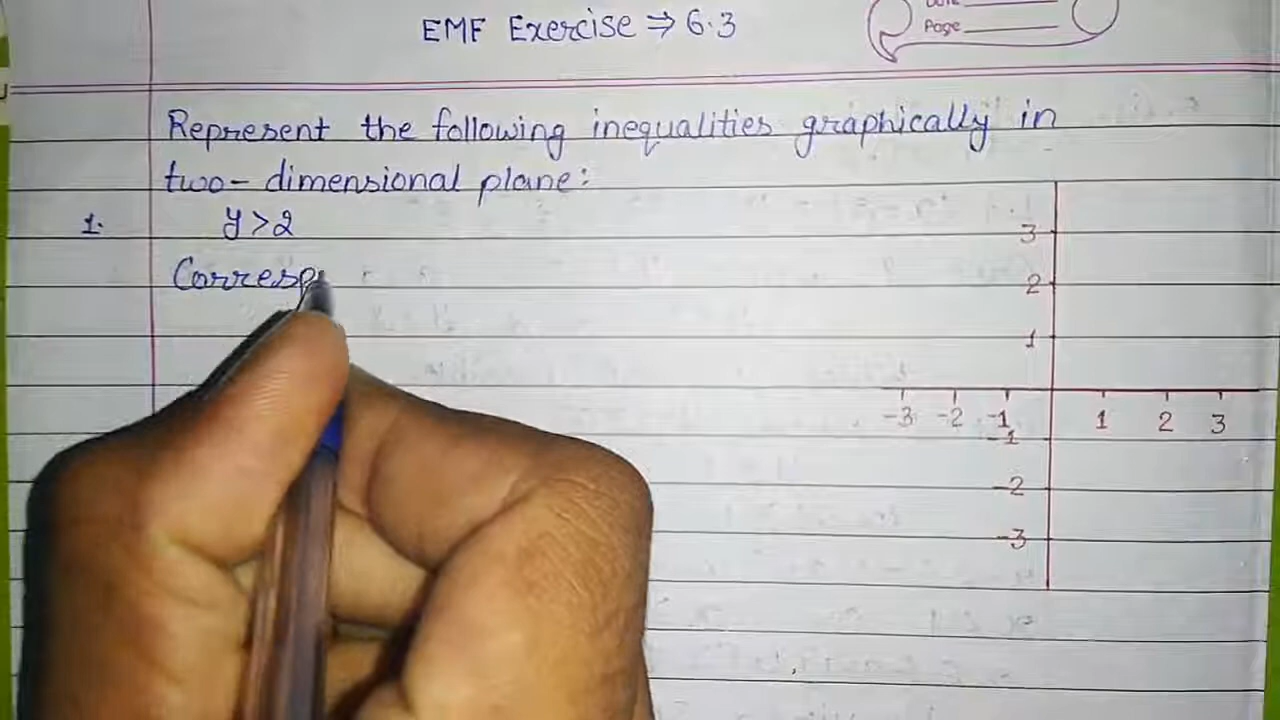 EMF Exercise ⇒ 6.3
Page
Represent the following inequalities graphically in
two-dimensional plane:
1. y > 2
Corresp
3
2
1
-3 -2 -1 1 2 3
-1
-2
-3